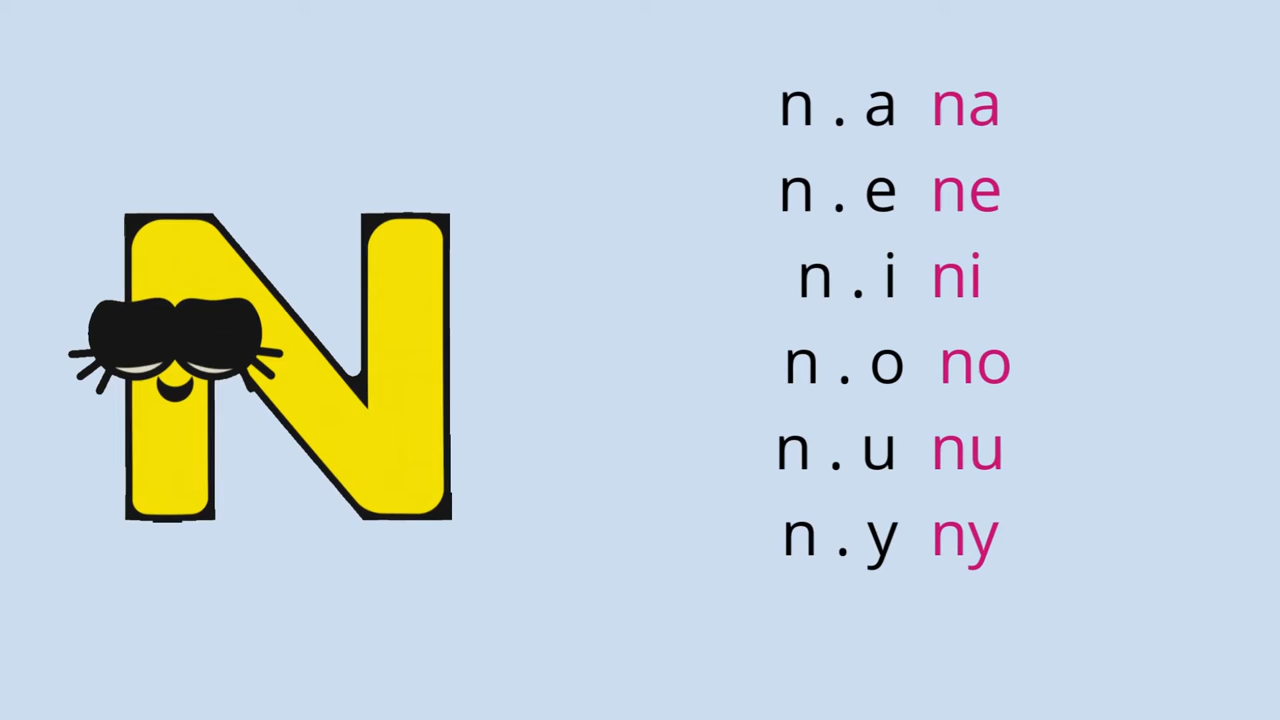 N
n . a na
n . e ne
n . i ni
n . o no
n . u nu
n . y ny